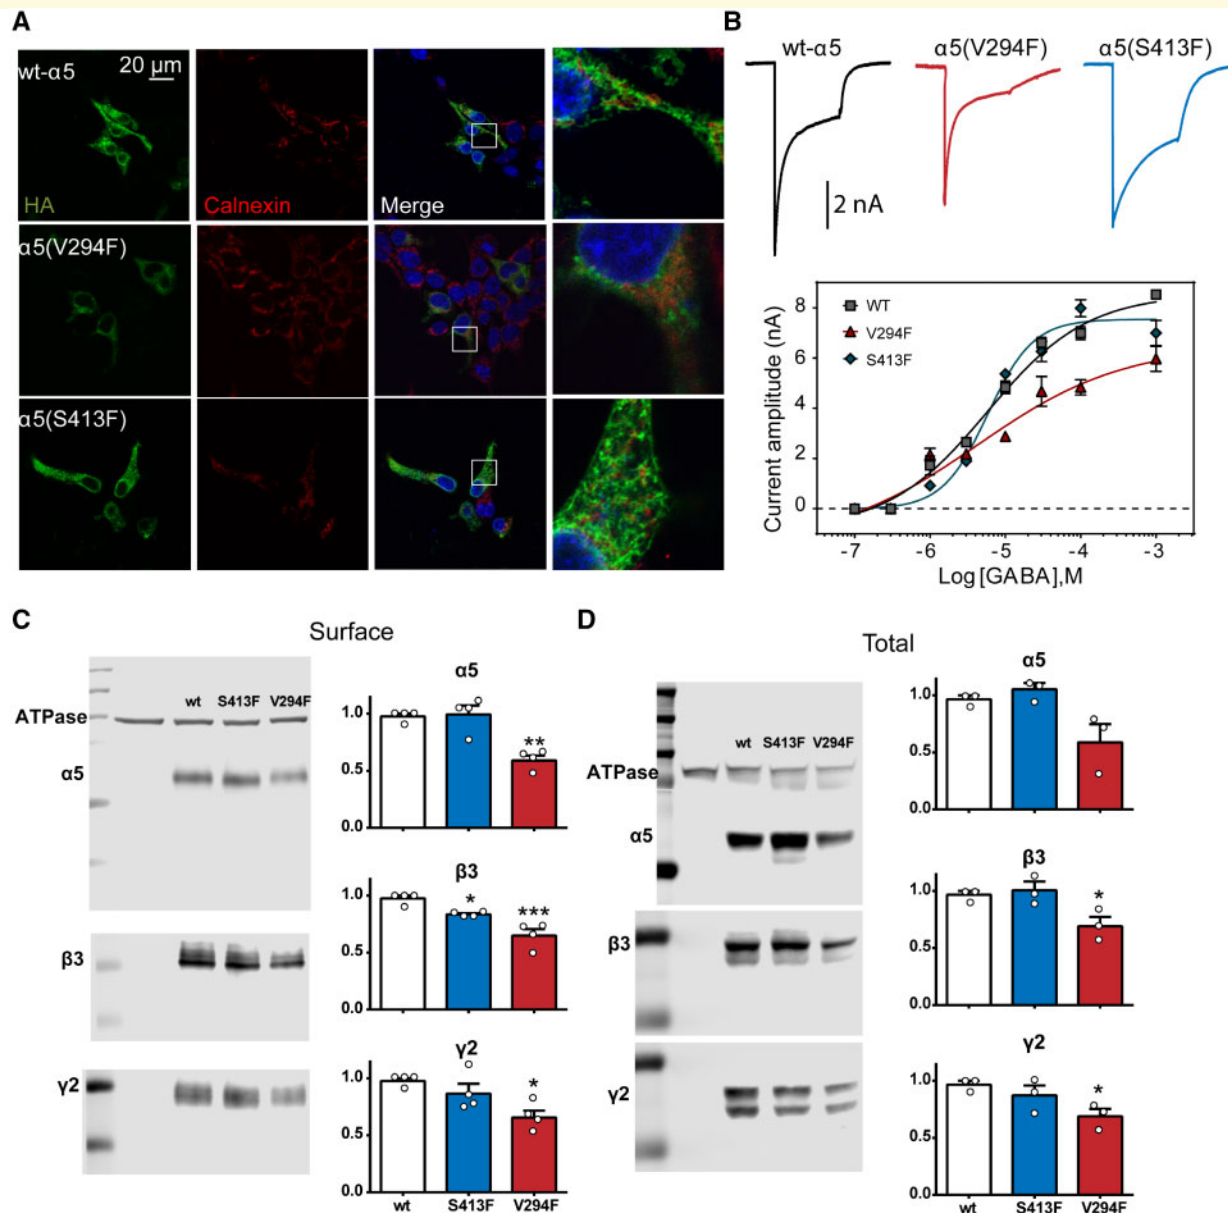 A
wt-α5
20 µm
HA
Calnexin
Merge
α5(V294F)
α5(S413F)
B
wt-α5
α5(V294F)
α5(S413F)
2 nA
Current amplitude (nA)
8
6
4
2
0
WT
V294F
S413F
-7
-6
-5
-4
-3
Log[GABA],M
C
Surface
wt
S413F
V294F
ATPase
α5
β3
γ2
α5
1.0
0.5
0.0
**
β3
1.0
0.5
0.0
*
***
γ2
1.0
0.5
0.0
*
wt
S413F
V294F
D
Total
wt
S413F
V294F
ATPase
α5
β3
γ2
α5
1.0
0.5
0.0
β3
1.0
0.5
0.0
*
γ2
1.0
0.5
0.0
*
wt
S413F
V294F